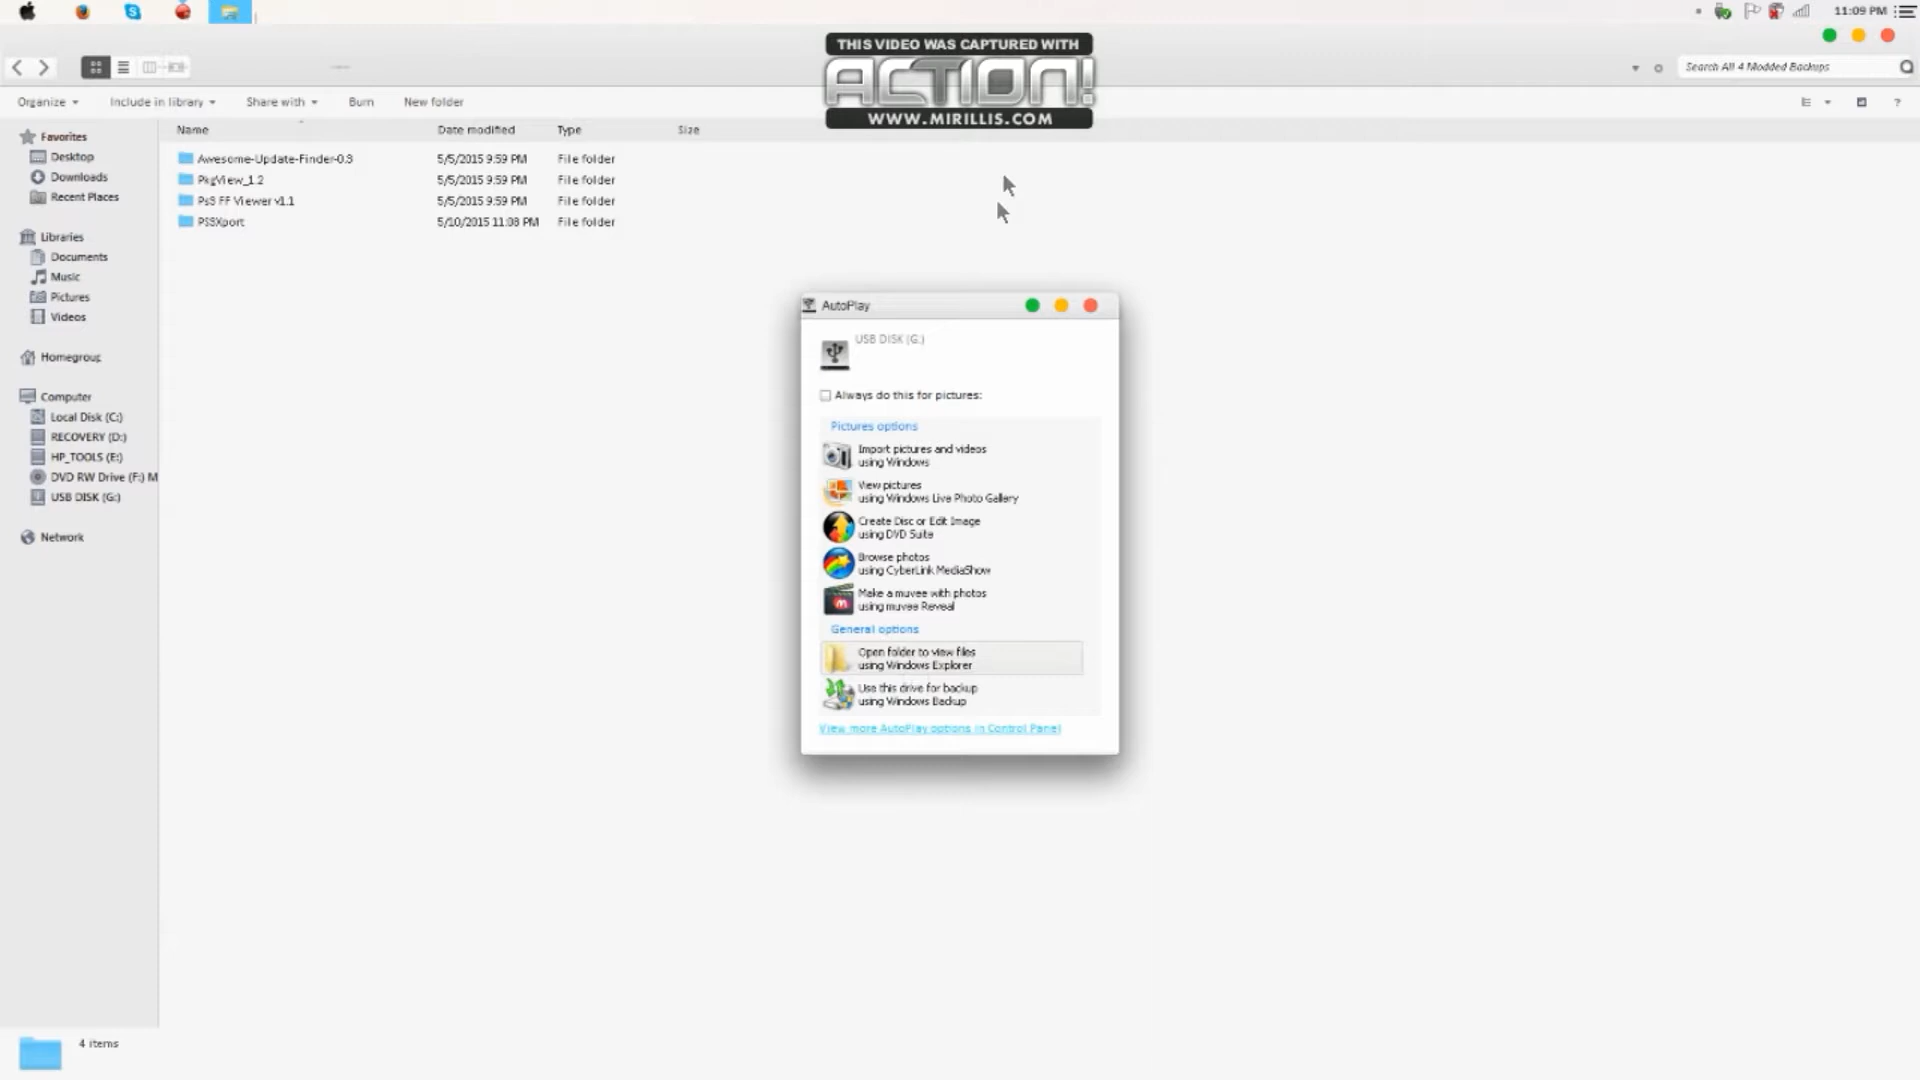 11:09 PM
THIS VIDEO WAS CAPTURED WITH
ACTION!
WWW.MIRILLIS.COM
Search All 4 Modded Backups
Organize
Include in library
Share with
Burn
New folder
?
Name
Date modified
Type
Size
Favorites
Desktop
Downloads
Recent Places
Libraries
Documents
Music
Pictures
Videos
Homegroup
Computer
Local Disk (C:)
RECOVERY (D:)
HP_TOOLS (E:)
DVD RW Drive (F:) M
USB DISK (G:)
Network
Awesome-Update-Finder-0.3 5/5/2015 9:59 PM File folder
PkgView_1.2 5/5/2015 9:59 PM File folder
Ps3 FF Viewer v1.1 5/5/2015 9:59 PM File folder
PS3Xport 5/10/2015 11:08 PM File folder
AutoPlay
USB DISK (G:)
Always do this for pictures:
Pictures options
Import pictures and videos
using Windows
View pictures
using Windows Live Photo Gallery
Create Disc or Edit Image
using DVD Suite
Browse photos
using CyberLink MediaShow
Make a muvee with photos
using muvee Reveal
General options
Open folder to view files
using Windows Explorer
Use this drive for backup
using Windows Backup
View more AutoPlay options in Control Panel
4 items